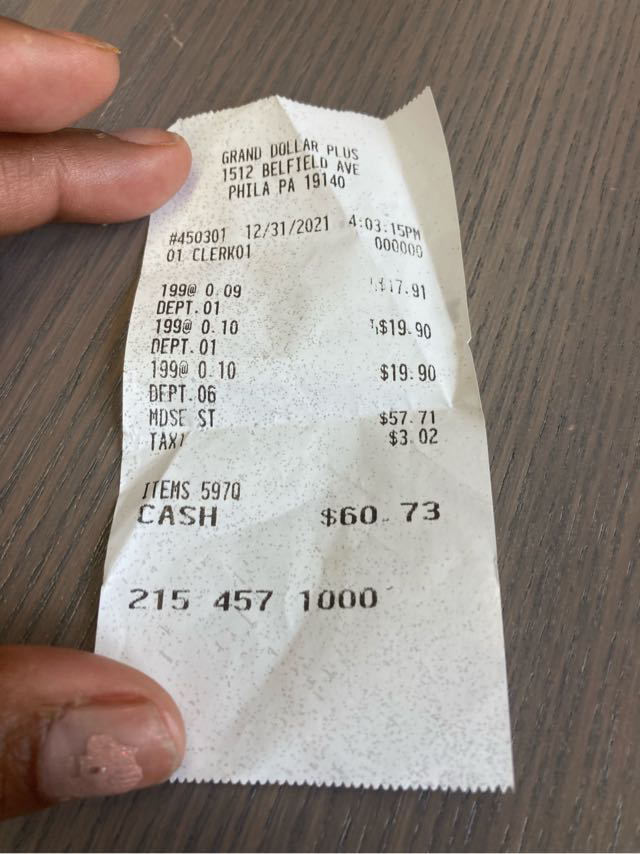 GRAND DOLLAR PLUS
1512 BELFIELD AVE
PHILA PA 19140
#450301 12/31/2021 4:03:15PM
01 CLERK01 000000
199@ 0.09
DEPT.01 $17.91
199@ 0.10
DEPT.01 $19.90
199@ 0.10
DEPT.06 $19.90
MDSE ST $57.71
TAX1 $3.02
ITEMS 597Q
CASH $60.73
215 457 1000